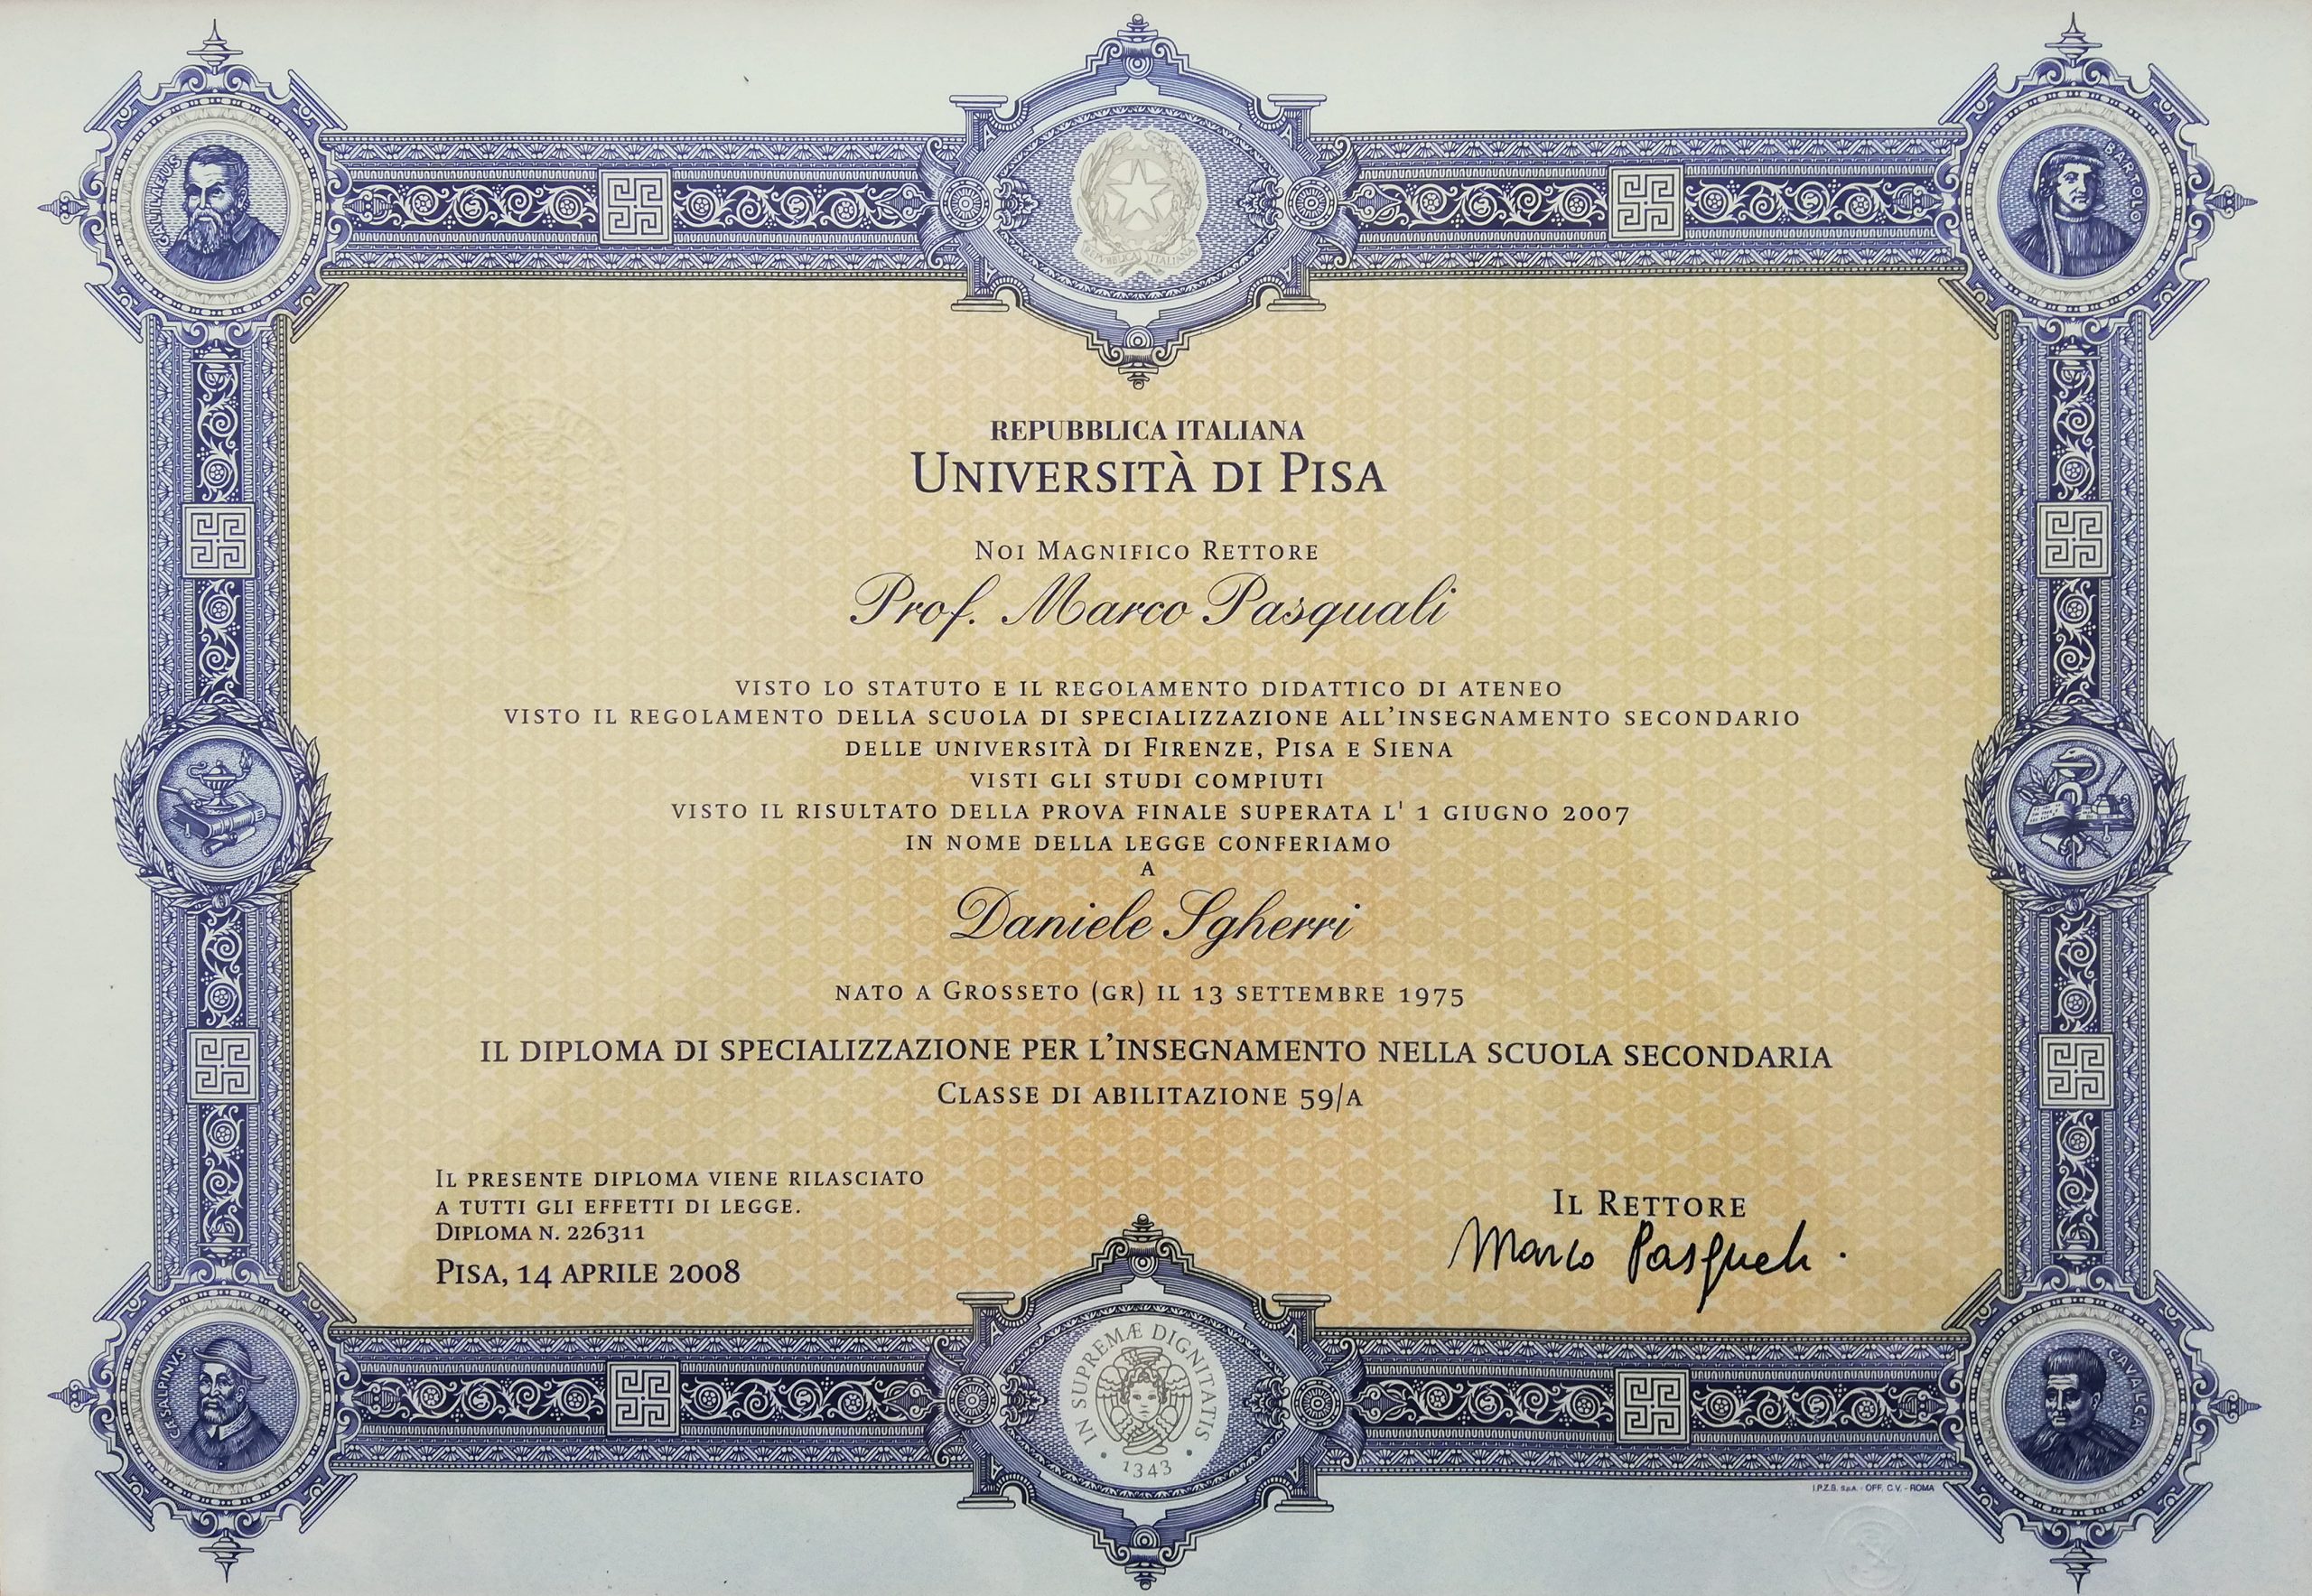 GALILAEIUS
BARTOLO
REPUBBLICA ITALIANA
REPUBBLICA ITALIANA
UNIVERSITÀ DI PISA
NOI MAGNIFICO RETTORE
Prof. Marco Pasquali
VISTO LO STATUTO E IL REGOLAMENTO DIDATTICO DI ATENEO
VISTO IL REGOLAMENTO DELLA SCUOLA DI SPECIALIZZAZIONE ALL'INSEGNAMENTO SECONDARIO
DELLE UNIVERSITÀ DI FIRENZE, PISA E SIENA
VISTI GLI STUDI COMPIUTI
VISTO IL RISULTATO DELLA PROVA FINALE SUPERATA L' 1 GIUGNO 2007
IN NOME DELLA LEGGE CONFERIAMO
A
Daniele Sgherri
NATO A GROSSETO (GR) IL 13 SETTEMBRE 1975
IL DIPLOMA DI SPECIALIZZAZIONE PER L'INSEGNAMENTO NELLA SCUOLA SECONDARIA
CLASSE DI ABILITAZIONE 59/A
IL PRESENTE DIPLOMA VIENE RILASCIATO
A TUTTI GLI EFFETTI DI LEGGE.
DIPLOMA N. 226311
PISA, 14 APRILE 2008
IL RETTORE
Marco Pasquali
CESALPINVS
IN SUPREMÆ DIGNITATIS
1343
CAVALCA
I.P.Z.S. S.p.A. - OFF. C.V. - ROMA